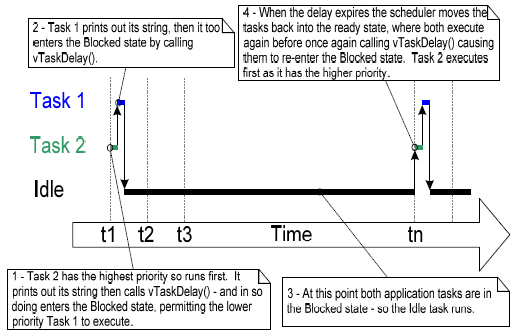 2 - Task 1 prints out its string, then it too
enters the Blocked state by calling
vTaskDelay().
4 - When the delay expires the scheduler moves the
tasks back into the ready state, where both execute
again before once again calling vTaskDelay() causing
them to re-enter the Blocked state.  Task 2 executes
first as it has the higher priority.
Task 1
Task 2
Idle
t1
t2
t3
Time
tn
1 - Task 2 has the highest priority so runs first.  It
prints out its string then calls vTaskDelay() - and in so
doing enters the Blocked state, permitting the lower
priority Task 1 to execute.
3 - At this point both application tasks are in
the Blocked state - so the Idle task runs.